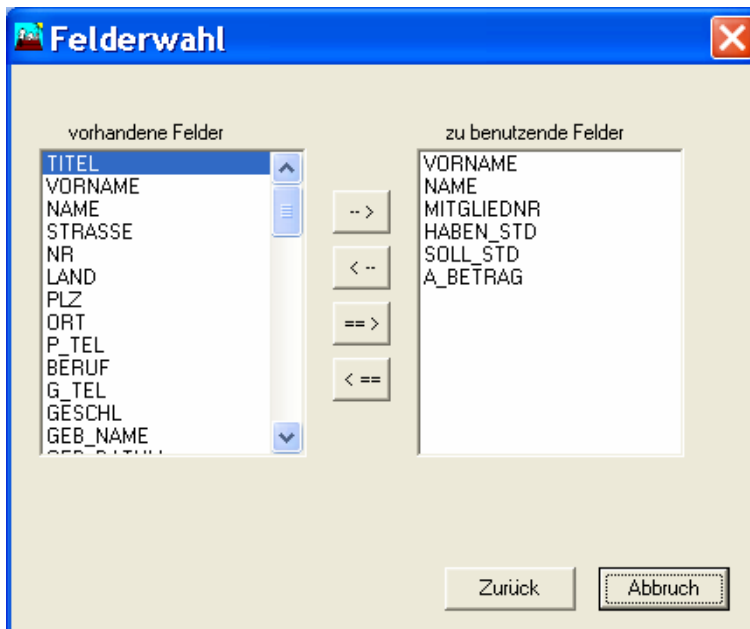 Felderwahl
vorhandene Felder
TITEL
VORNAME
NAME
STRASSE
NR
LAND
PLZ
ORT
P_TEL
BERUF
G_TEL
GESCHL
GEB_NAME
-- >
< --
== >
< ==
zu benutzende Felder
VORNAME
NAME
MITGLIEDNR
HABEN_STD
SOLL_STD
A_BETRAG
Zurück
Abbruch